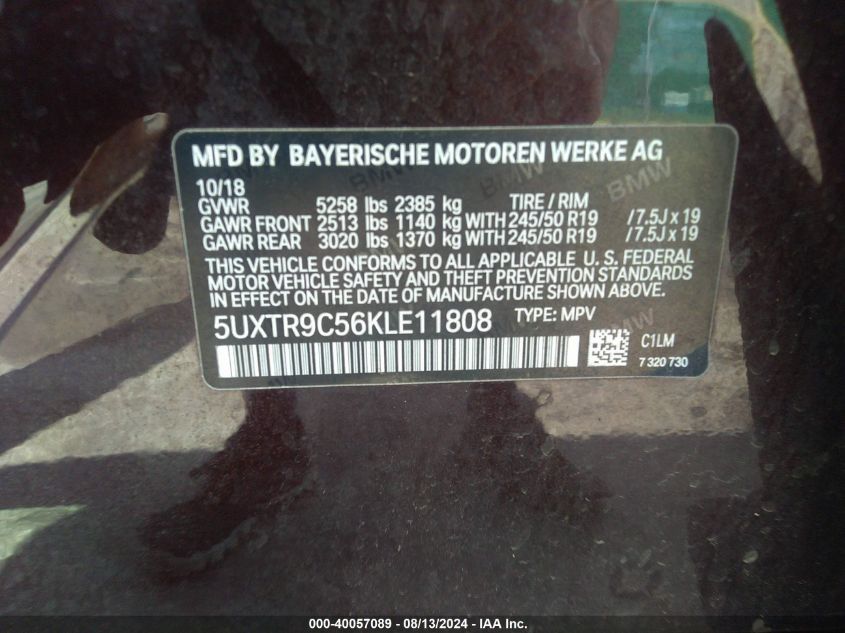 MFD BY BAYERISCHE MOTOREN WERKE AG
10/18
GVWR 5258 lbs 2385 kg TIRE / RIM
GAWR FRONT 2513 lbs 1140 kg WITH 245/50 R19 / 7.5J x 19
GAWR REAR 3020 lbs 1370 kg WITH 245/50 R19 / 7.5J x 19
THIS VEHICLE CONFORMS TO ALL APPLICABLE U. S. FEDERAL
MOTOR VEHICLE SAFETY AND THEFT PREVENTION STANDARDS
IN EFFECT ON THE DATE OF MANUFACTURE SHOWN ABOVE.
5UXTR9C56KLE11808 TYPE: MPV
C1LM
7 320 730
BMW
000-40057089 - 08/13/2024 - IAA Inc.